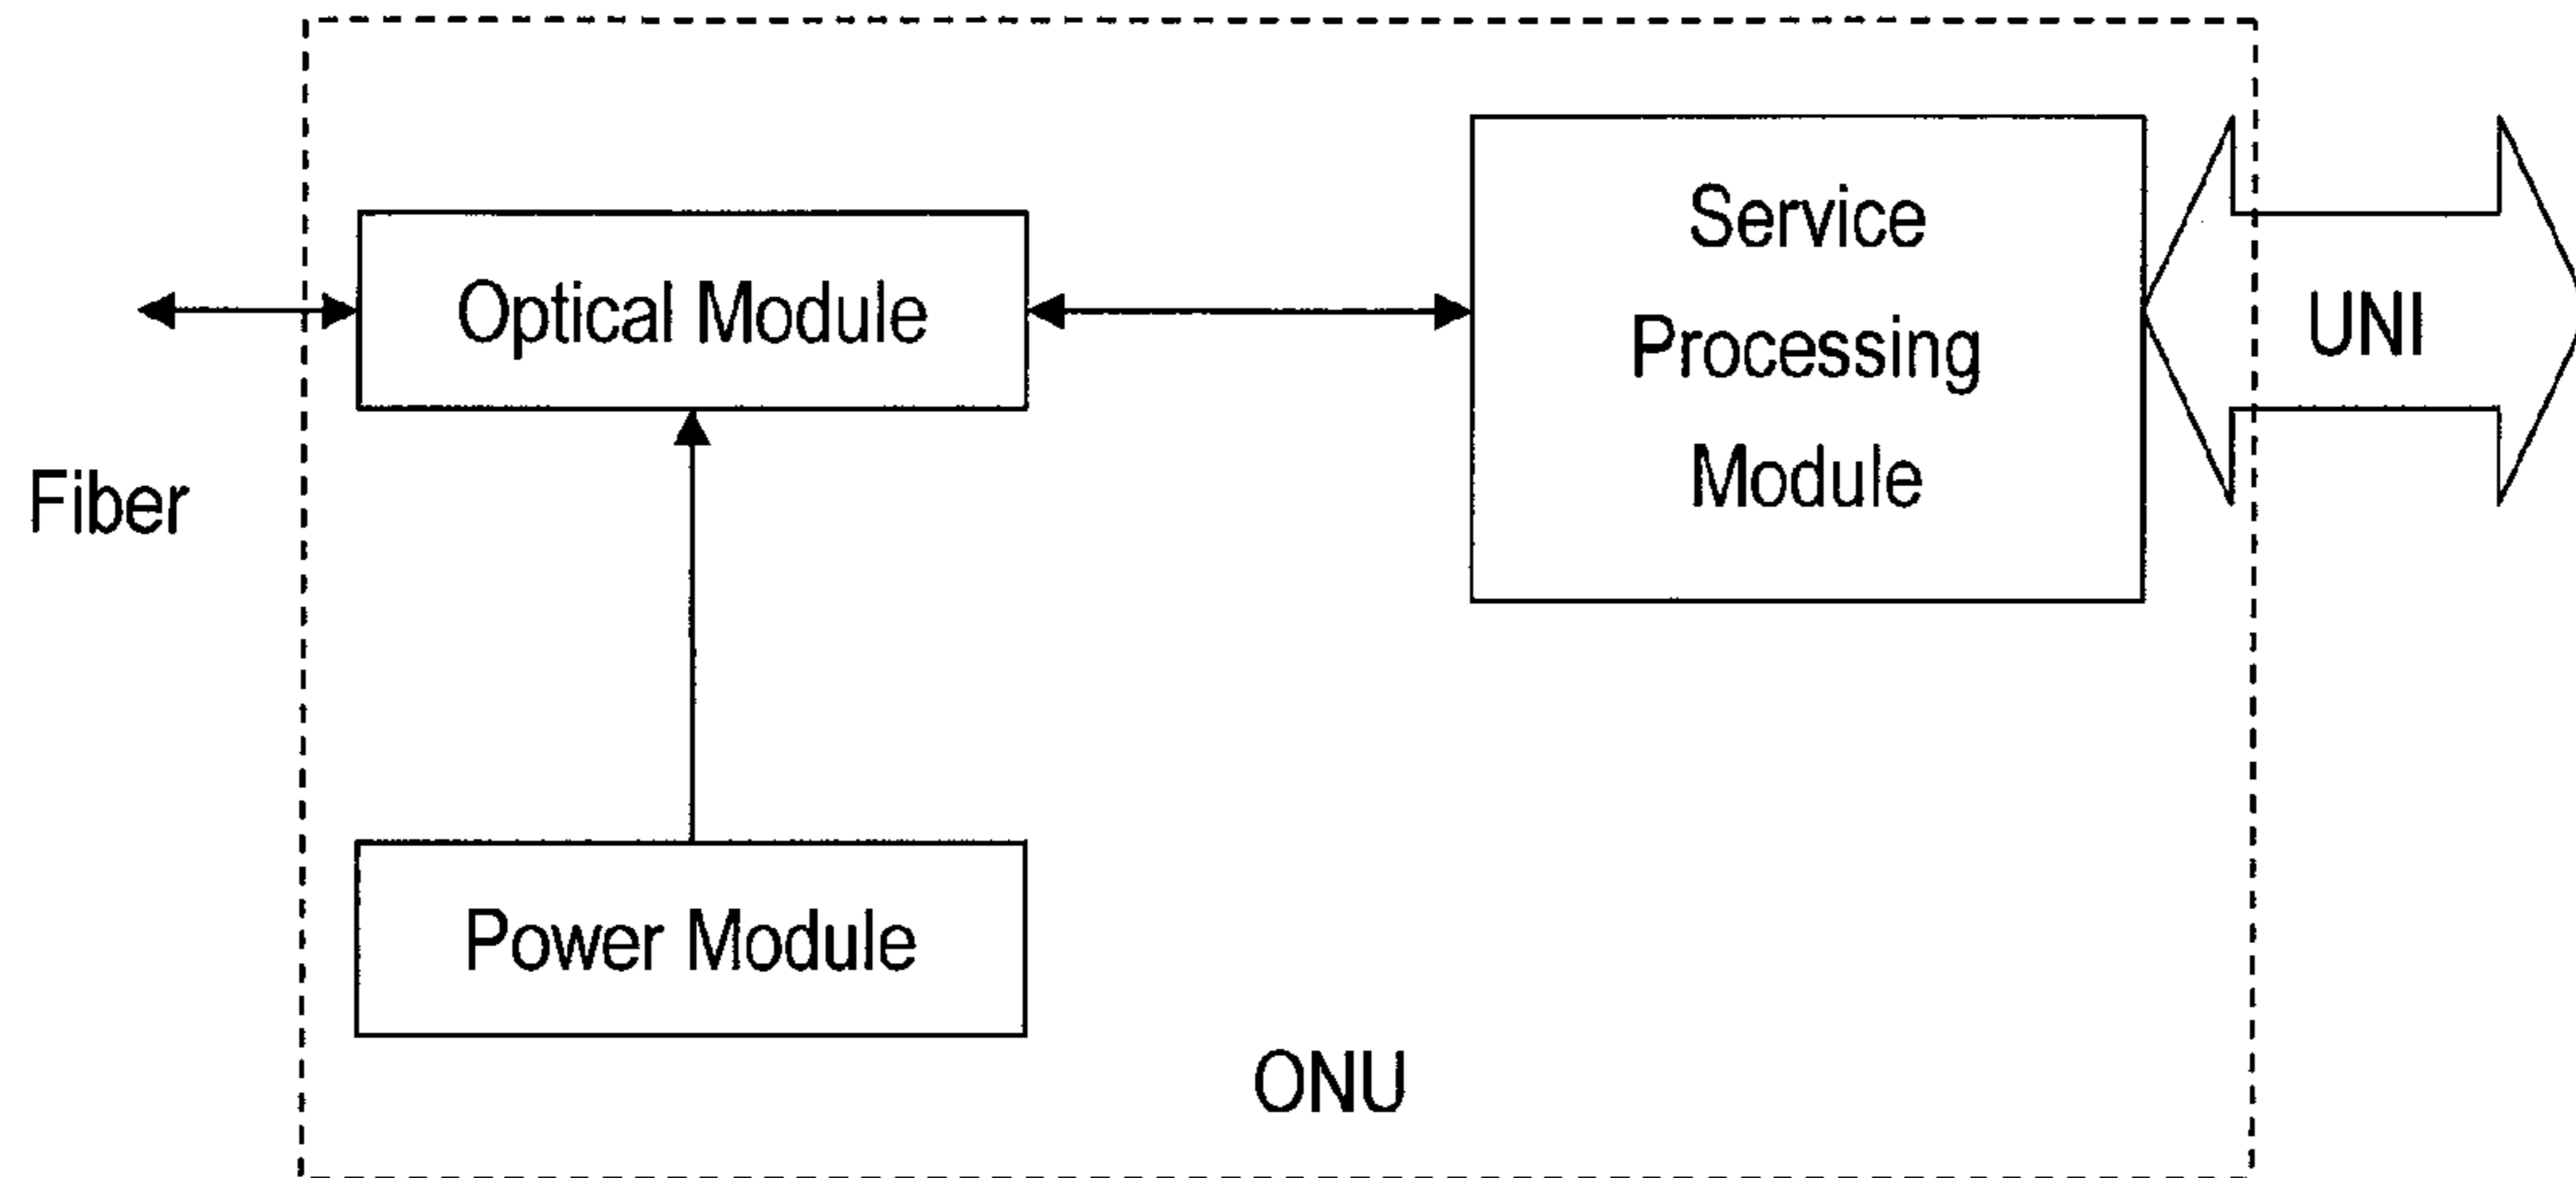 Service
Processing
Module
Optical Module
UNI
Fiber
Power Module
ONU